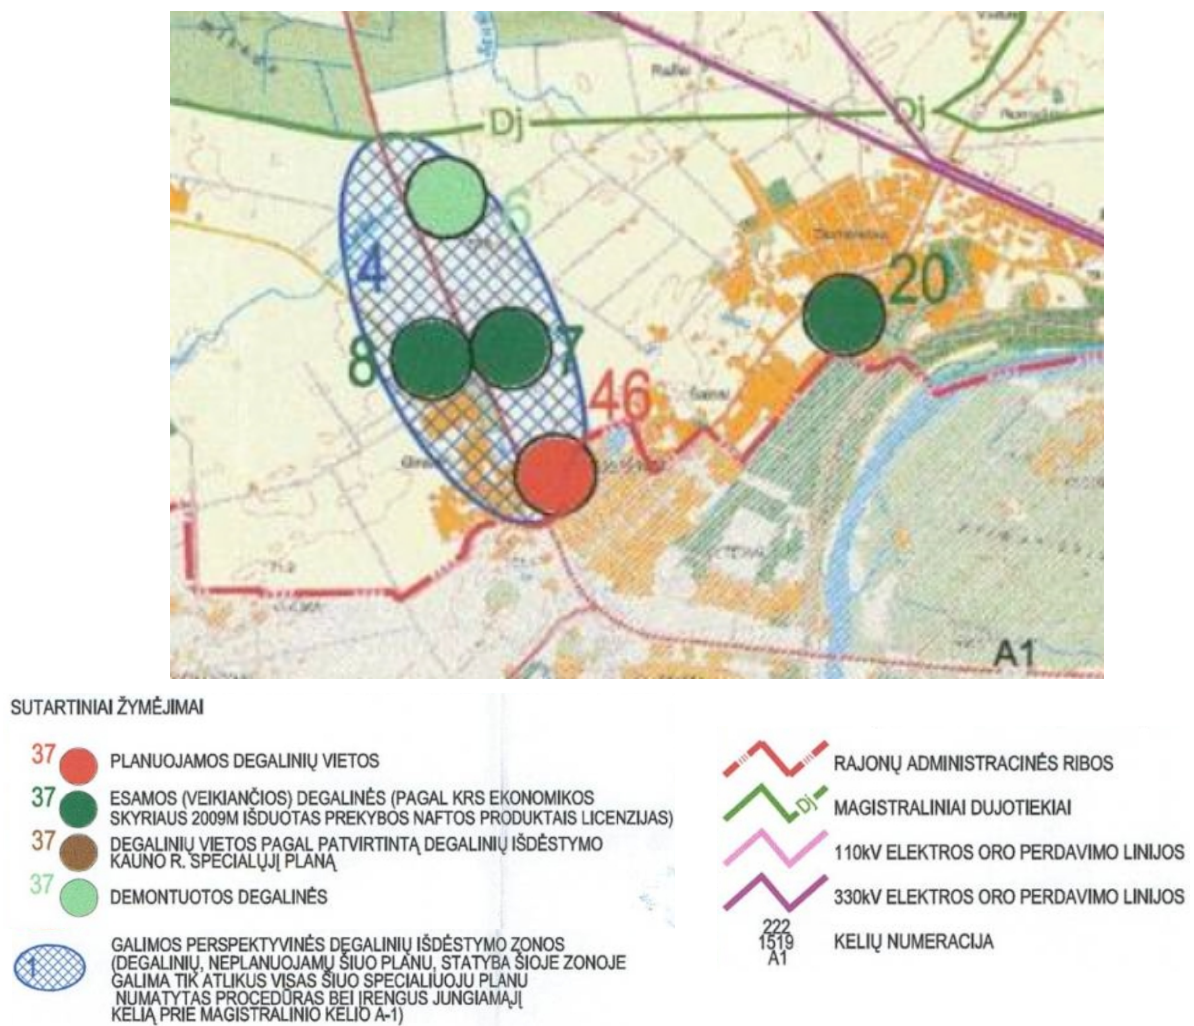 Dj
Dj
6
4
20
8
7
46
A1
SUTARTINIAI ŽYMĖJIMAI
37 PLANUOJAMOS DEGALINIŲ VIETOS
37 ESAMOS (VEIKIANČIOS) DEGALINĖS (PAGAL KRS EKONOMIKOS
SKYRIAUS 2009M IŠDUOTAS PREKYBOS NAFTOS PRODUKTAIS LICENZIJAS)
37 DEGALINIŲ VIETOS PAGAL PATVIRTINTĄ DEGALINIŲ IŠDĖSTYMO
KAUNO R. SPECIALŲJĮ PLANĄ
37 DEMONTUOTOS DEGALINĖS
1 GALIMOS PERSPEKTYVINĖS DEGALINIŲ IŠDĖSTYMO ZONOS
(DEGALINIŲ, NEPLANUOJAMŲ ŠIUO PLANU, STATYBA ŠIOJE ZONOJE
GALIMA TIK ATLIKUS VISAS ŠIUO SPECIALIUOJU PLANU
NUMATYTAS PROCEDŪRAS BEI ĮRENGUS JUNGIAMĄJĮ
KELIĄ PRIE MAGISTRALINIO KELIO A-1)
RAJONŲ ADMINISTRACINĖS RIBOS
Dj MAGISTRALINIAI DUJOTIEKIAI
110kV ELEKTROS ORO PERDAVIMO LINIJOS
330kV ELEKTROS ORO PERDAVIMO LINIJOS
222
1519
A1
KELIŲ NUMERACIJA